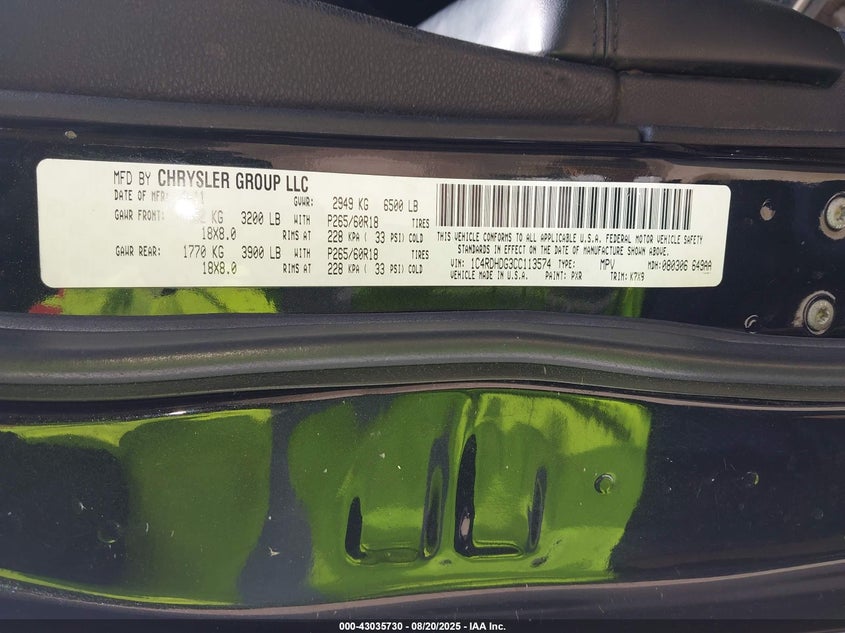 MFD BY CHRYSLER GROUP LLC
DATE OF MFR: GVWR: 2949 KG 6500 LB
GAWR FRONT: KG 3200 LB WITH P265/60R18 TIRES
18X8.0 RIMS AT 228 KPA ( 33 PSI) COLD
GAWR REAR: 1770 KG 3900 LB WITH P265/60R18 TIRES
18X8.0 RIMS AT 228 KPA ( 33 PSI) COLD
THIS VEHICLE CONFORMS TO ALL APPLICABLE U.S.A. FEDERAL MOTOR VEHICLE SAFETY
STANDARDS IN EFFECT ON THE DATE OF MANUFACTURE SHOWN ABOVE.
VIN: 1C4RDHDG3CC113574 TYPE: MPV MDH: 080306 649AA
VEHICLE MADE IN U.S.A. PAINT: PXR TRIM: K7X9
000-43035730 - 08/20/2025 - IAA Inc.